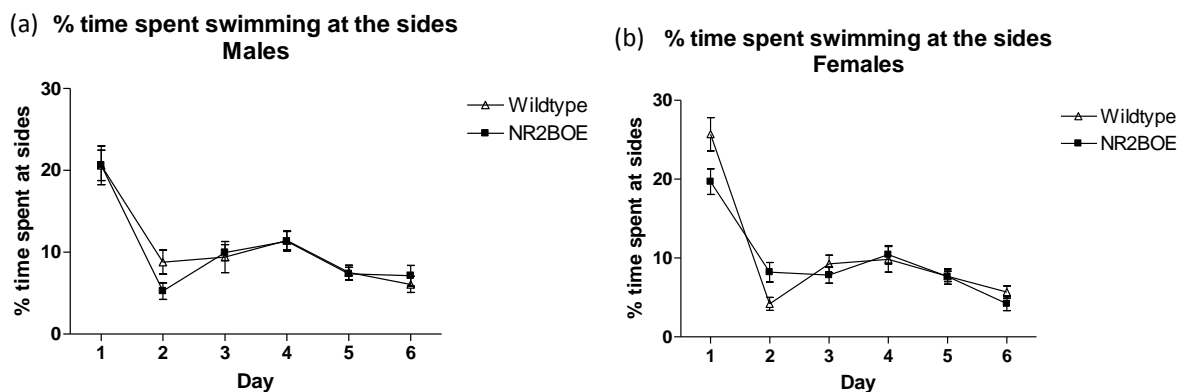 (a) % time spent swimming at the sides
Males
% time spent at sides
30
20
10
0
1 2 3 4 5 6
Day
Wildtype
NR2BOE
(b) % time spent swimming at the sides
Females
% time spent at sides
30
20
10
0
1 2 3 4 5 6
Day
Wildtype
NR2BOE